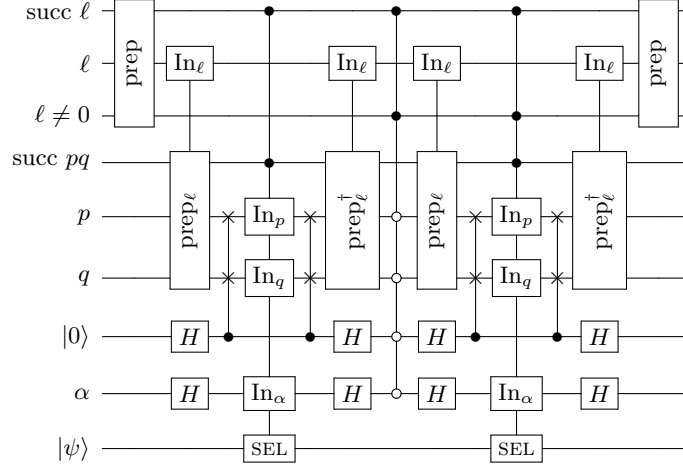 succ ℓ
prep
prep
ℓ In_ℓ In_ℓ In_ℓ In_ℓ
ℓ ≠ 0
succ pq
prep_ℓ
prep_ℓ^†
prep_ℓ
prep_ℓ^†
p In_p In_p
q In_q In_q
|0⟩ H H H H
α H In_α H H In_α H
|ψ⟩ SEL SEL